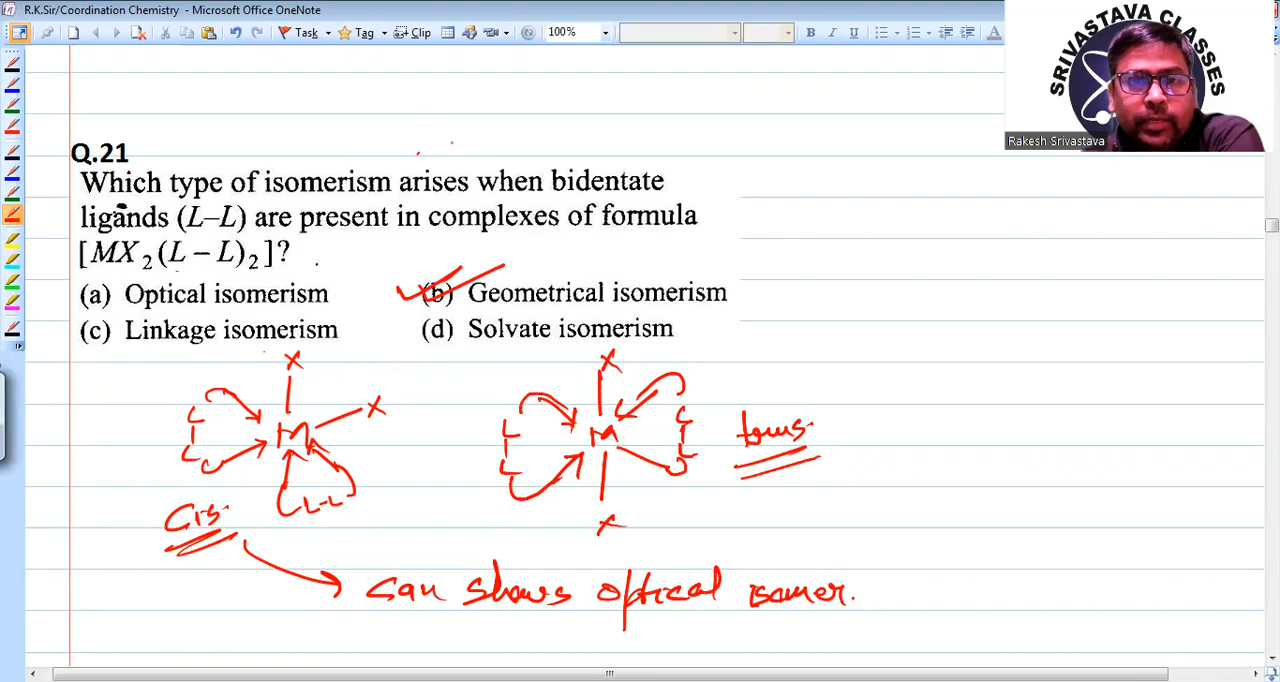 R.K.Sir/Coordination Chemistry - Microsoft Office OneNote
Task
Tag
Clip
100%
B I U
A
SRIVASTAVA CLASSES
Rakesh Srivastava
Q.21
Which type of isomerism arises when bidentate
ligands (L–L) are present in complexes of formula
[MX₂(L – L)₂]?
(a) Optical isomerism (b) Geometrical isomerism
(c) Linkage isomerism (d) Solvate isomerism
X X
L M X L M L
L L L L
L-L X
Cis. trans.
can shows optical isomer.